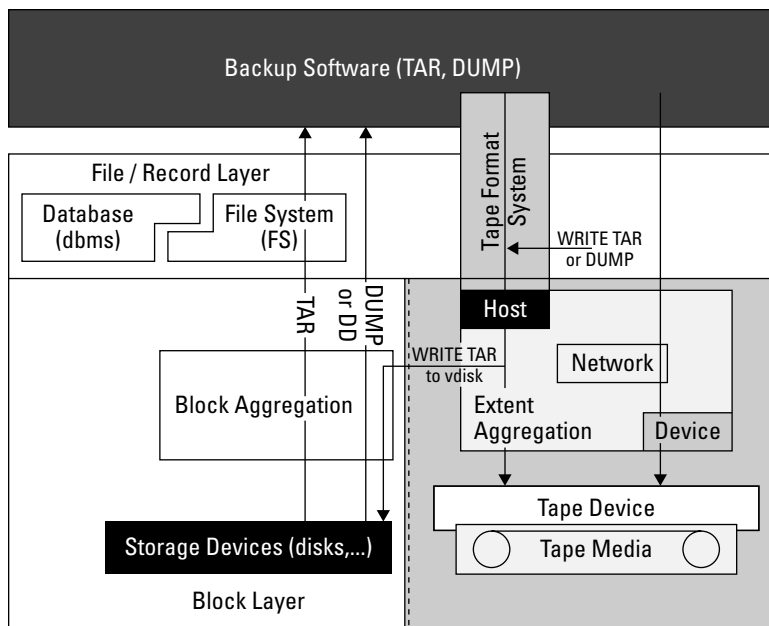 Backup Software (TAR, DUMP)
File / Record Layer
Database
(dbms)
File System
(FS)
Tape Format
System
WRITE TAR
or DUMP
TAR
DUMP
or DD
Host
WRITE TAR
to vdisk
Network
Block Aggregation
Extent
Aggregation
Device
Tape Device
Storage Devices (disks,...)
Tape Media
Block Layer